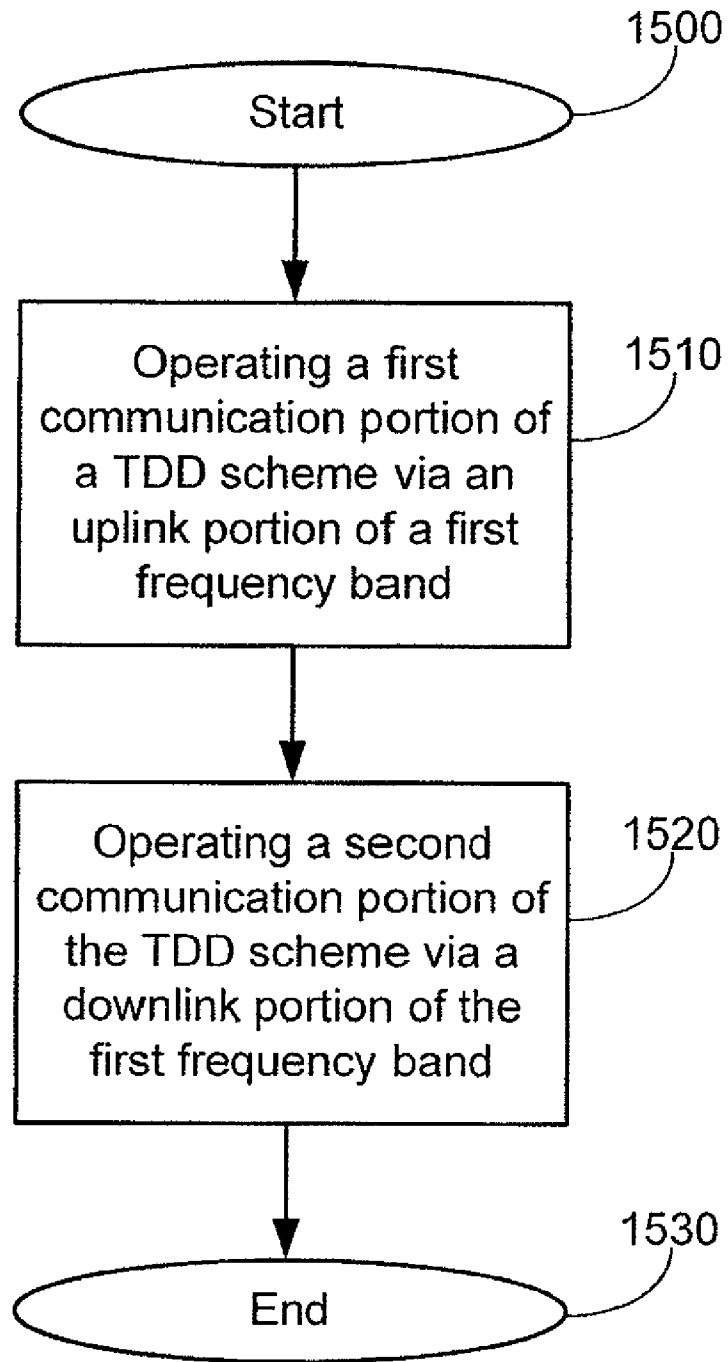 1500
Start
1510
Operating a first
communication portion of
a TDD scheme via an
uplink portion of a first
frequency band
1520
Operating a second
communication portion of
the TDD scheme via a
downlink portion of the
first frequency band
1530
End